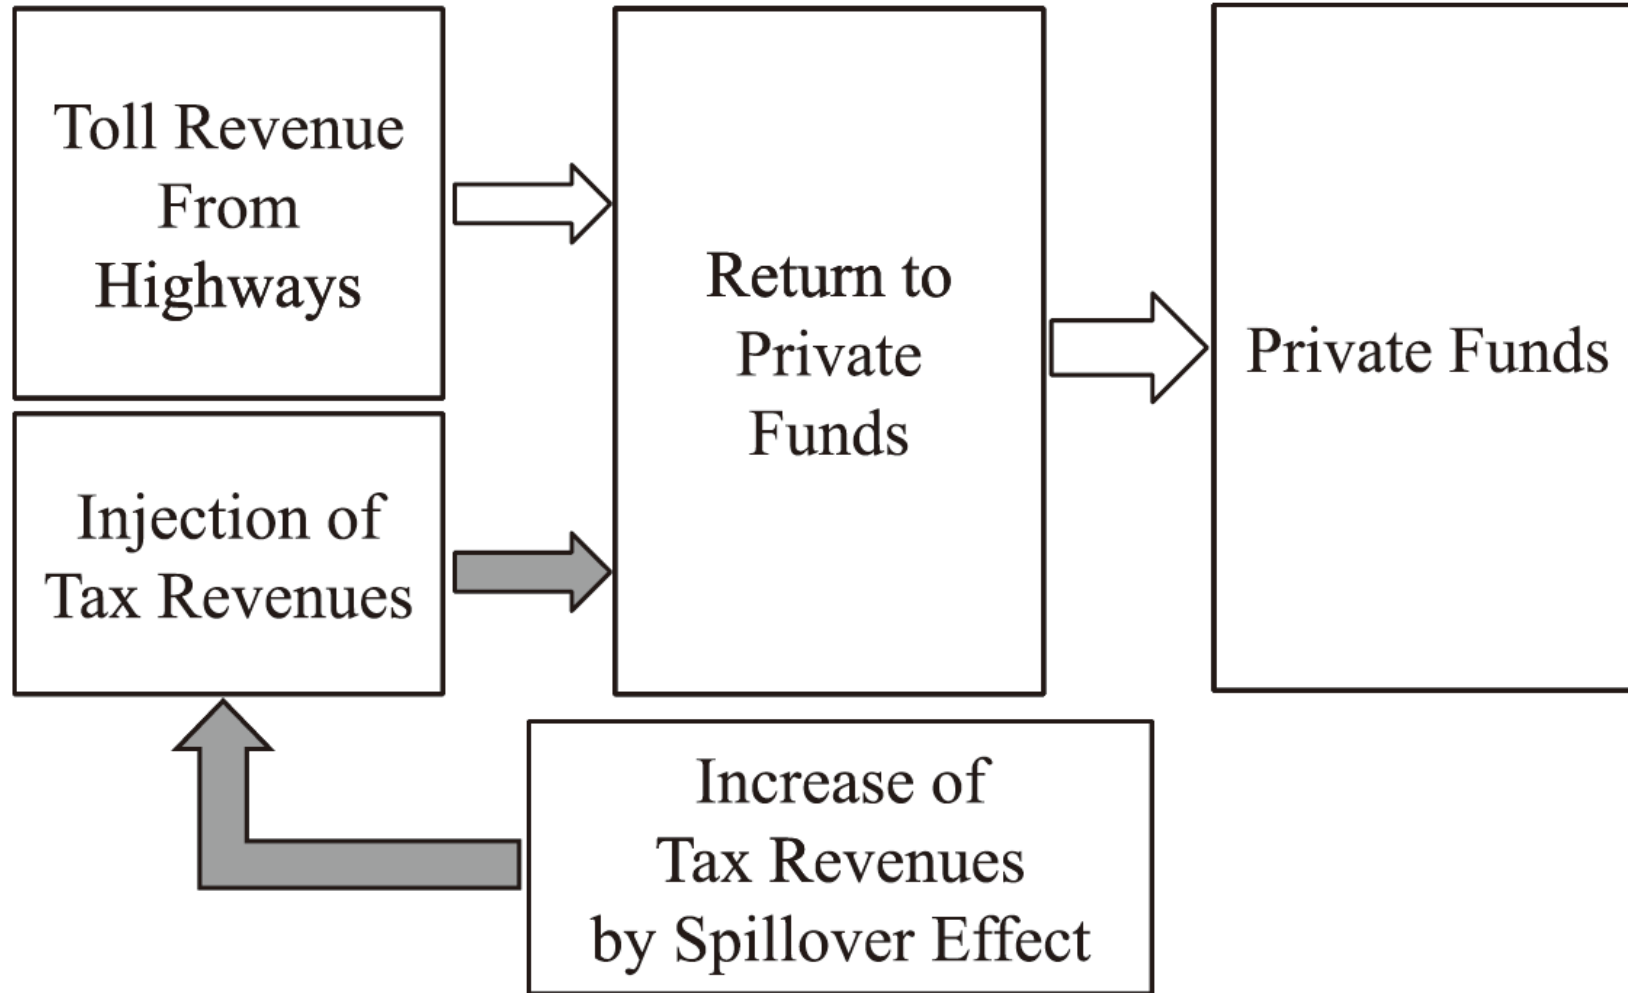 Toll Revenue
From
Highways
Injection of
Tax Revenues
Return to
Private
Funds
Private Funds
Increase of
Tax Revenues
by Spillover Effect